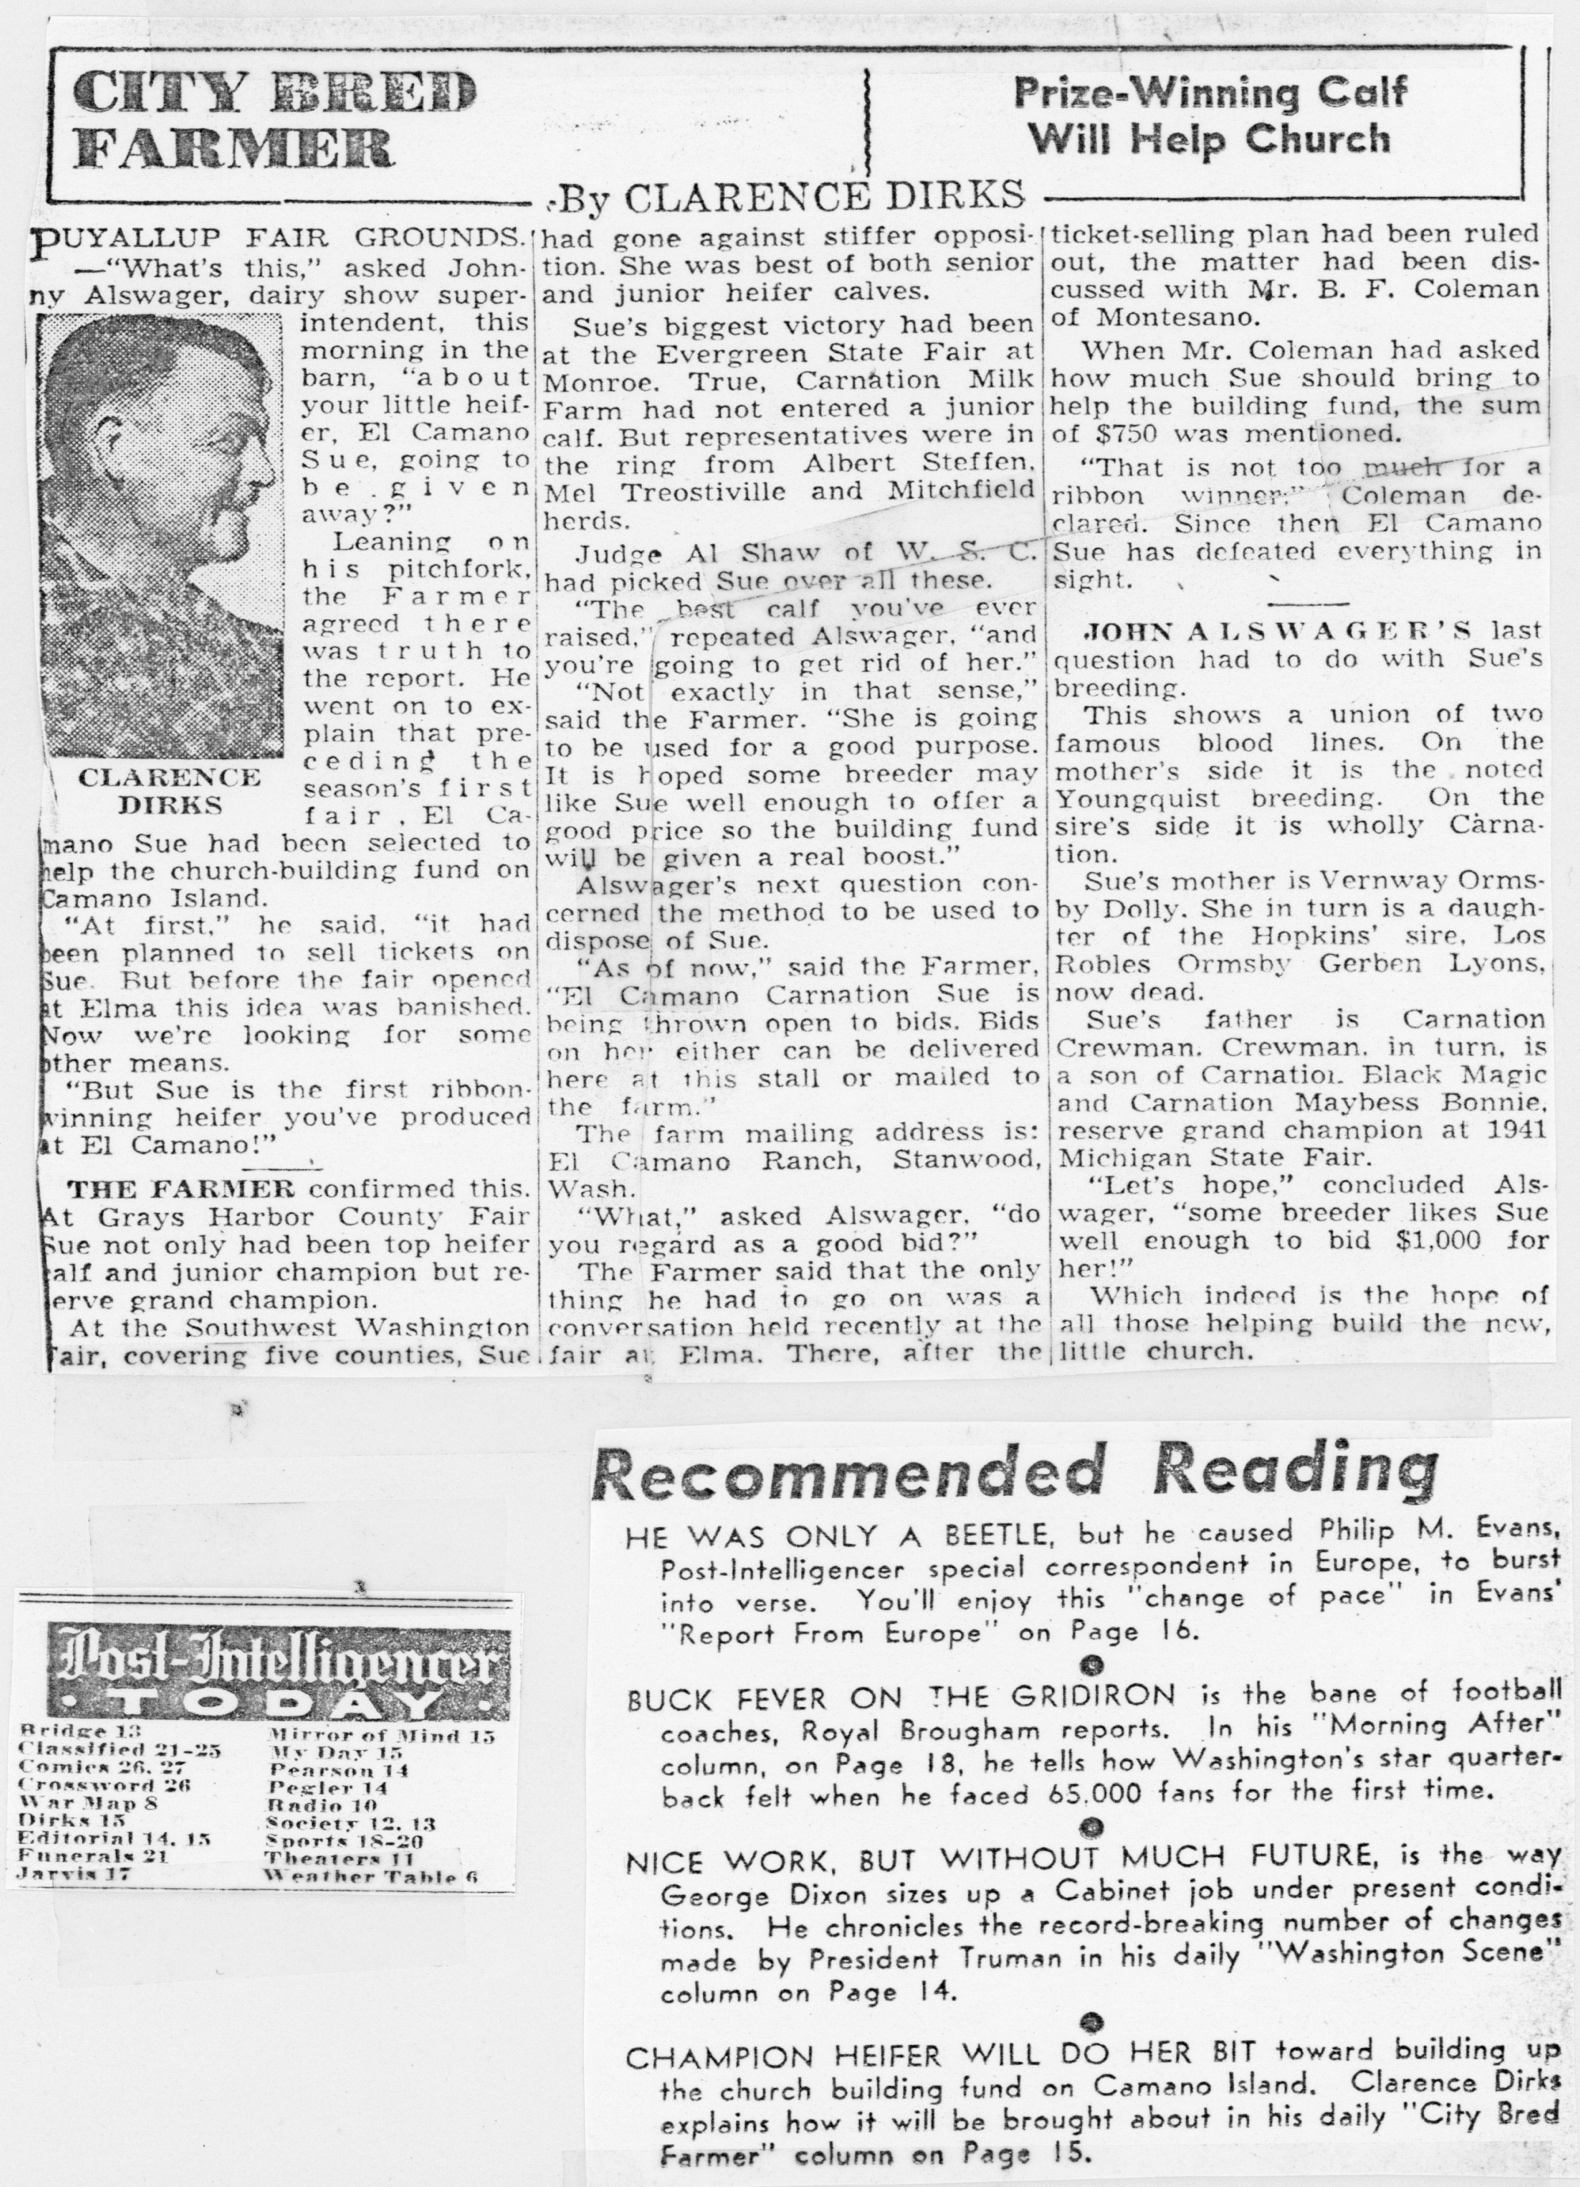 CITY BRED
FARMER
Prize-Winning Calf
Will Help Church
By CLARENCE DIRKS
PUYALLUP FAIR GROUNDS.
—“What's this,” asked John-
ny Alswager, dairy show super-
intendent, this
morning in the
barn, “about
your little heif-
er, El Camano
Sue, going to
be given
away?”
Leaning on
his pitchfork,
the Farmer
agreed there
was truth to
the report. He
went on to ex-
plain that pre-
ceding the
season's first
fair, El Ca-
CLARENCE
DIRKS
mano Sue had been selected to
help the church-building fund on
Camano Island.
“At first,” he said, “it had
been planned to sell tickets on
Sue. But before the fair opened
at Elma this idea was banished.
Now we're looking for some
other means.
“But Sue is the first ribbon-
winning heifer you've produced
at El Camano!”
THE FARMER confirmed this.
At Grays Harbor County Fair
Sue not only had been top heifer
calf and junior champion but re-
serve grand champion.
At the Southwest Washington
Fair, covering five counties, Sue
had gone against stiffer opposi-
tion. She was best of both senior
and junior heifer calves.
Sue's biggest victory had been
at the Evergreen State Fair at
Monroe. True, Carnation Milk
Farm had not entered a junior
calf. But representatives were in
the ring from Albert Steffen,
Mel Treostiville and Mitchfield
herds.
Judge Al Shaw of W. S. C.
had picked Sue over all these.
“The best calf you've ever
raised,” repeated Alswager, “and
you're going to get rid of her.”
“Not exactly in that sense,”
said the Farmer. “She is going
to be used for a good purpose.
It is hoped some breeder may
like Sue well enough to offer a
good price so the building fund
will be given a real boost.”
Alswager's next question con-
cerned the method to be used to
dispose of Sue.
“As of now,” said the Farmer,
“El Camano Carnation Sue is
being thrown open to bids. Bids
on her either can be delivered
here at this stall or mailed to
the farm.”
The farm mailing address is:
El Camano Ranch, Stanwood,
Wash.
“What,” asked Alswager, “do
you regard as a good bid?”
The Farmer said that the only
thing he had to go on was a
conversation held recently at the
fair at Elma. There, after the
ticket-selling plan had been ruled
out, the matter had been dis-
cussed with Mr. B. F. Coleman
of Montesano.
When Mr. Coleman had asked
how much Sue should bring to
help the building fund, the sum
of $750 was mentioned.
“That is not too much for a
ribbon winner,” Coleman de-
clared. Since then El Camano
Sue has defeated everything in
sight.
JOHN ALSWAGER'S last
question had to do with Sue's
breeding.
This shows a union of two
famous blood lines. On the
mother's side it is the noted
Youngquist breeding. On the
sire's side it is wholly Carna-
tion.
Sue's mother is Vernway Orms-
by Dolly. She in turn is a daugh-
ter of the Hopkins' sire, Los
Robles Ormsby Gerben Lyons,
now dead.
Sue's father is Carnation
Crewman. Crewman, in turn, is
a son of Carnation Black Magic
and Carnation Maybess Bonnie,
reserve grand champion at 1941
Michigan State Fair.
“Let's hope,” concluded Als-
wager, “some breeder likes Sue
well enough to bid $1,000 for
her!”
Which indeed is the hope of
all those helping build the new,
little church.
Post-Intelligencer
TODAY
Bridge 13
Classified 21-25
Comics 26, 27
Crossword 26
War Map 8
Dirks 15
Editorial 14, 15
Funerals 21
Jarvis 17
Mirror of Mind 15
My Day 15
Pearson 14
Pegler 14
Radio 10
Society 12, 13
Sports 18-20
Theaters 11
Weather Table 6
Recommended Reading
HE WAS ONLY A BEETLE, but he caused Philip M. Evans,
Post-Intelligencer special correspondent in Europe, to burst
into verse. You'll enjoy this "change of pace" in Evans'
"Report From Europe" on Page 16.
BUCK FEVER ON THE GRIDIRON is the bane of football
coaches, Royal Brougham reports. In his "Morning After"
column, on Page 18, he tells how Washington's star quarter-
back felt when he faced 65,000 fans for the first time.
NICE WORK, BUT WITHOUT MUCH FUTURE, is the way
George Dixon sizes up a Cabinet job under present condi-
tions. He chronicles the record-breaking number of changes
made by President Truman in his daily "Washington Scene"
column on Page 14.
CHAMPION HEIFER WILL DO HER BIT toward building up
the church building fund on Camano Island. Clarence Dirks
explains how it will be brought about in his daily "City Bred
Farmer" column on Page 15.